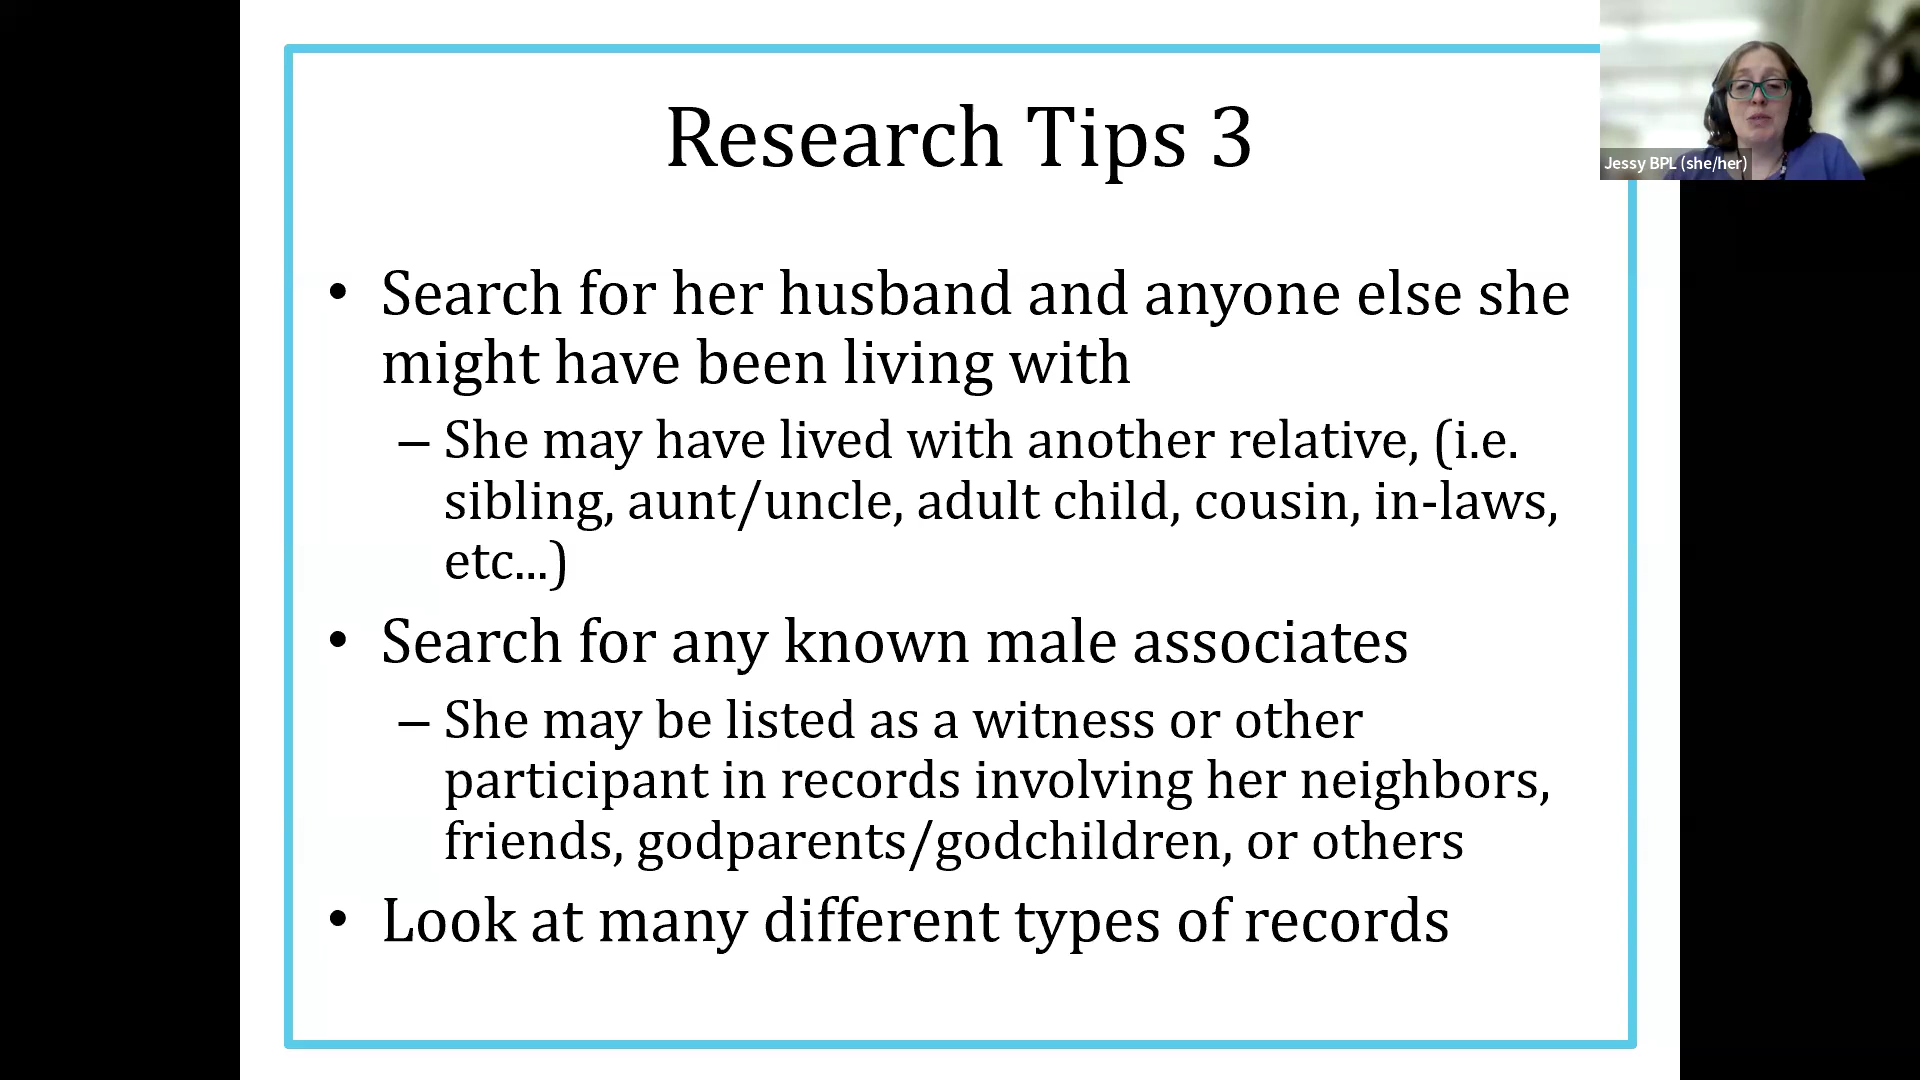 Research Tips 3
Jessy BPL (she/her)
• Search for her husband and anyone else she
might have been living with
– She may have lived with another relative, (i.e.
sibling, aunt/uncle, adult child, cousin, in-laws,
etc...)
• Search for any known male associates
– She may be listed as a witness or other
participant in records involving her neighbors,
friends, godparents/godchildren, or others
• Look at many different types of records